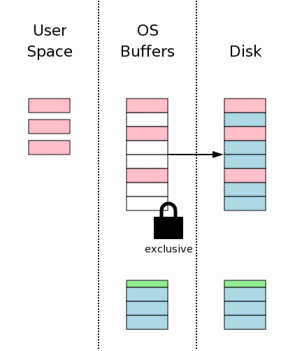 User
Space
OS
Buffers
Disk
exclusive